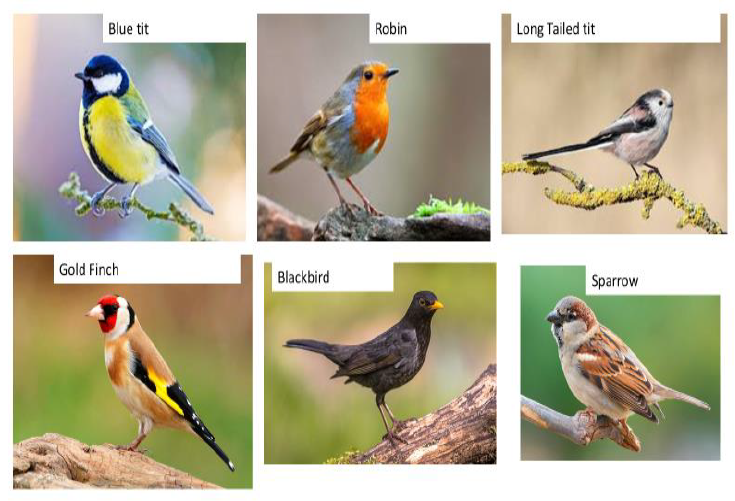 Blue tit
Robin
Long Tailed tit
Gold Finch
Blackbird
Sparrow